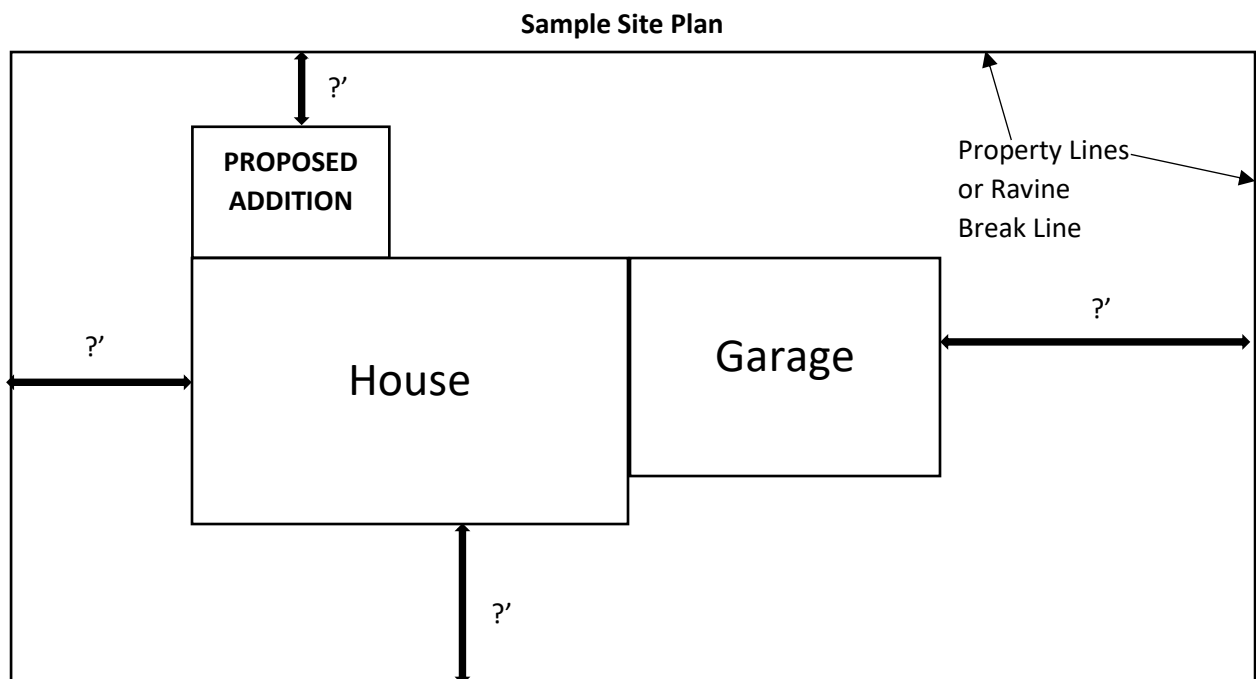 Sample Site Plan
?’
PROPOSED
ADDITION
Property Lines
or Ravine
Break Line
?’
?’
House
Garage
?’